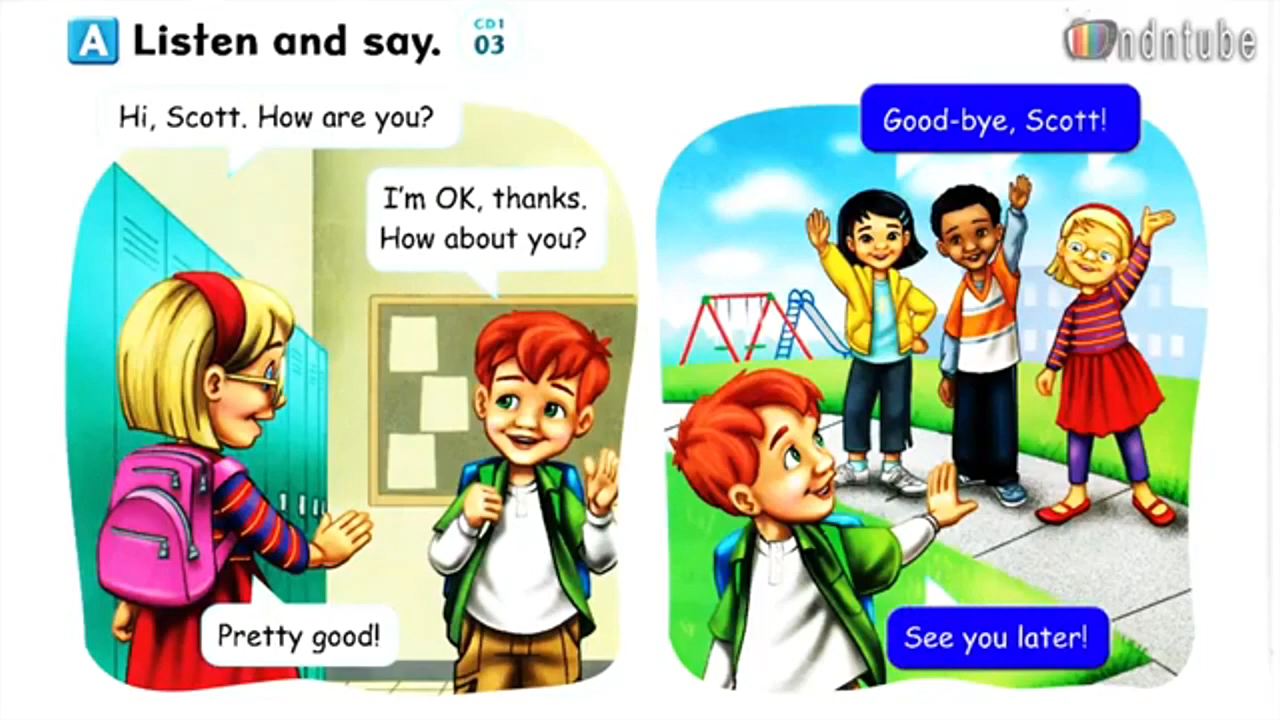 A Listen and say. CD1 03
ndntube
Hi, Scott. How are you?
I'm OK, thanks.
How about you?
Pretty good!
Good-bye, Scott!
See you later!